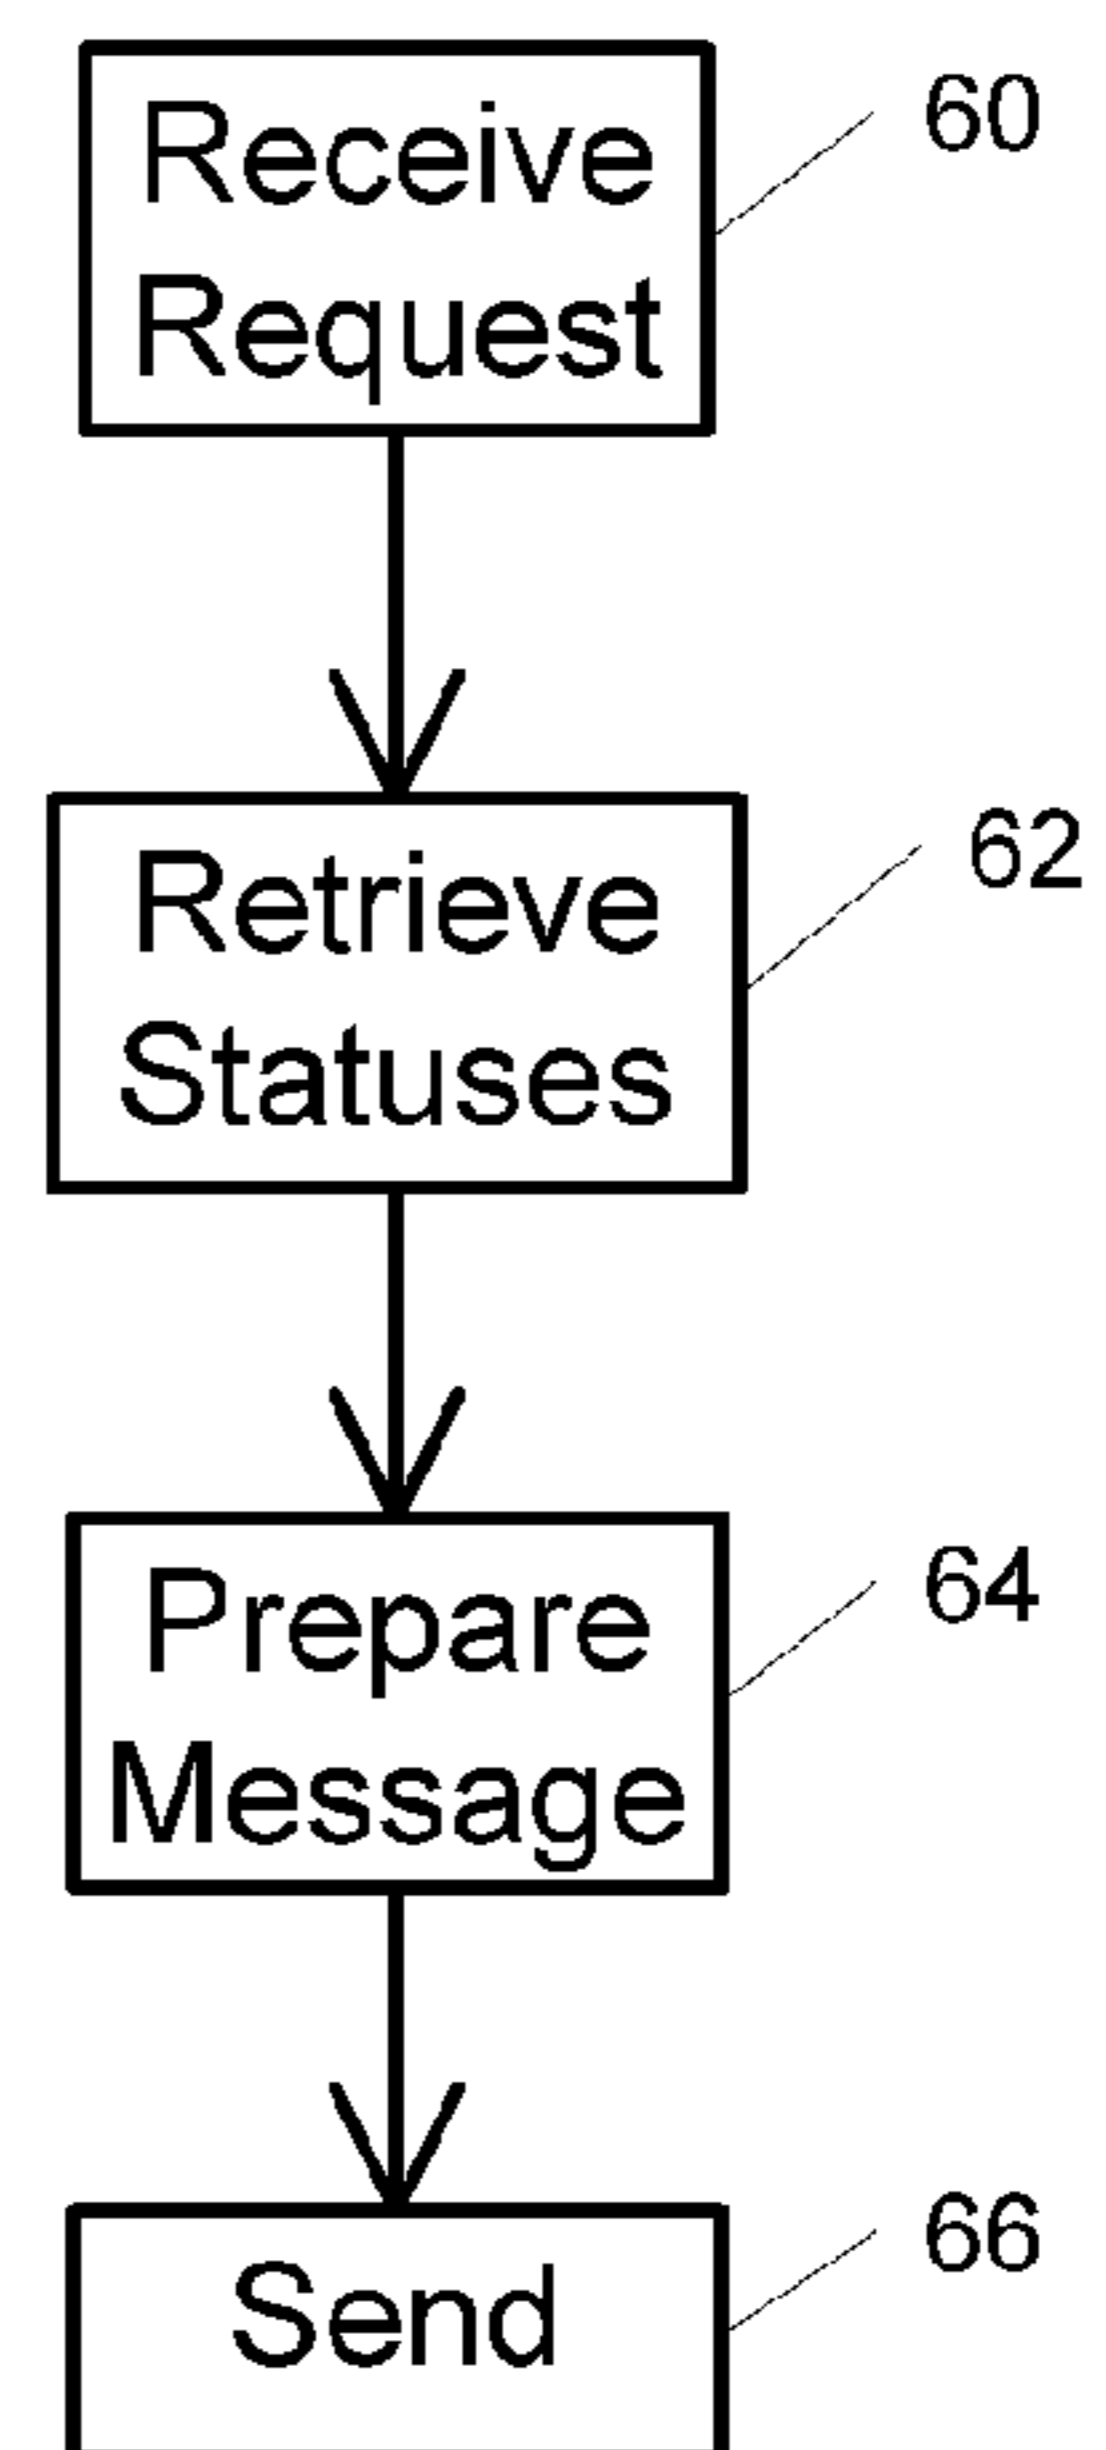 Receive
Request
60
Retrieve
Statuses
62
Prepare
Message
64
Send
66